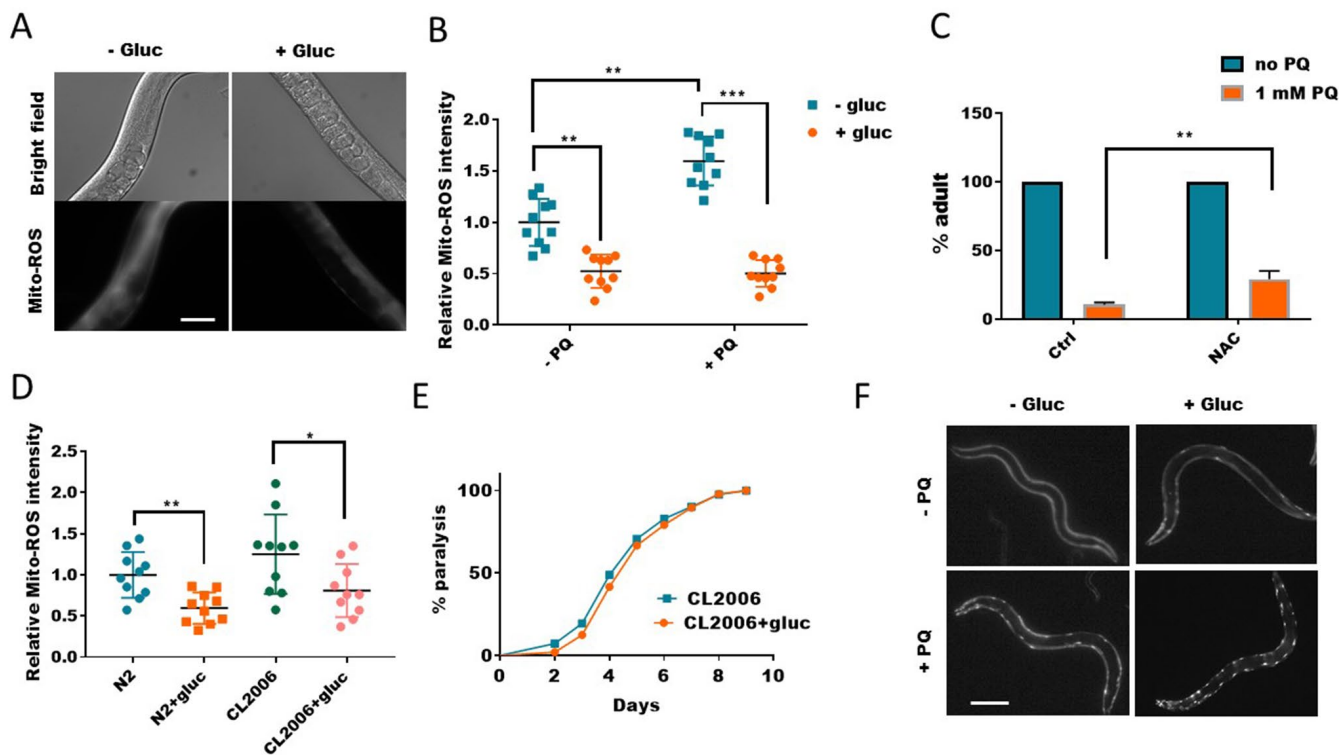 A
- Gluc
+ Gluc
Bright field
Mito-ROS
B
Relative Mito-ROS intensity
2.0
1.5
1.0
0.5
0.0
**
**
***
- gluc
+ gluc
- PQ
+ PQ
C
no PQ
1 mM PQ
% adult
100
50
0
**
Ctrl
NAC
D
Relative Mito-ROS intensity
2.5
2.0
1.5
1.0
0.5
0.0
**
*
N2
N2+gluc
CL2006
CL2006+gluc
E
% paralysis
100
50
0
CL2006
CL2006+gluc
0
2
4
6
8
10
Days
F
- Gluc
+ Gluc
- PQ
+ PQ